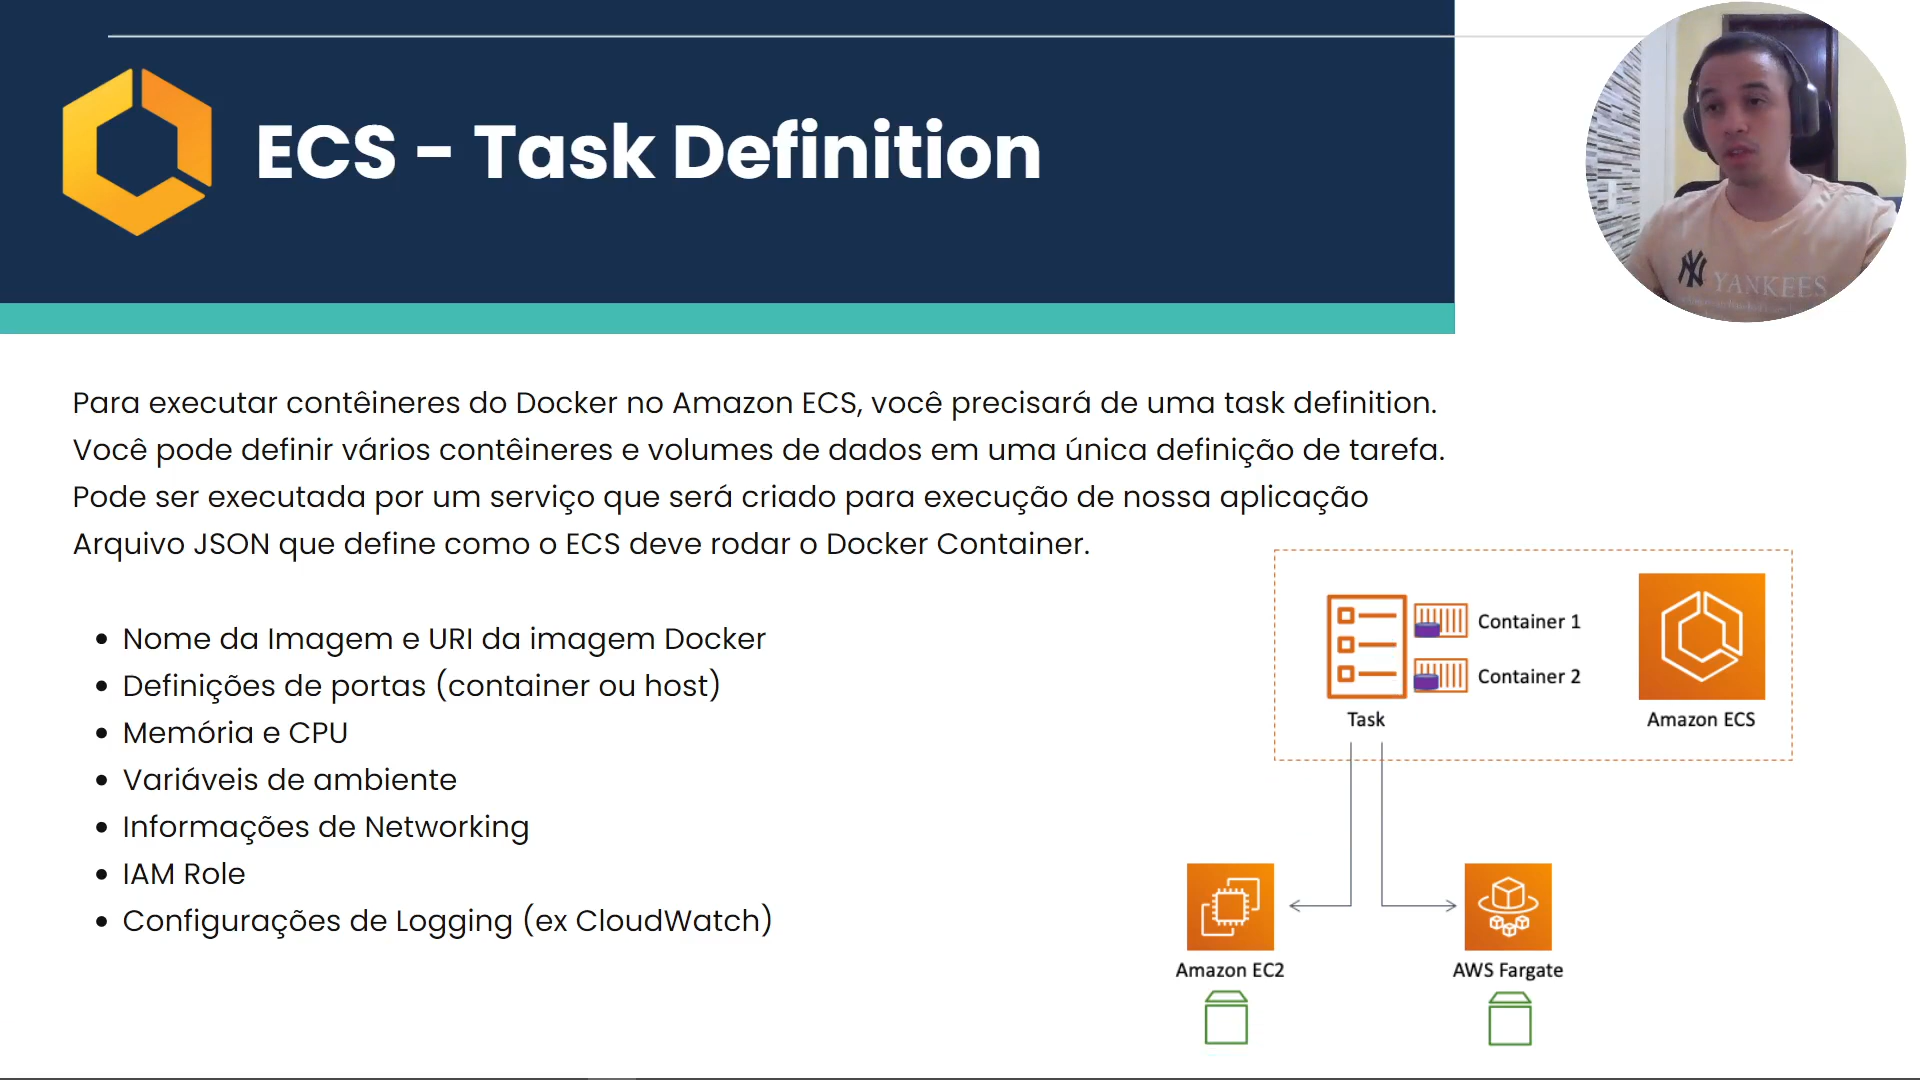 ECS - Task Definition
YANKEES
Para executar contêineres do Docker no Amazon ECS, você precisará de uma task definition.
Você pode definir vários contêineres e volumes de dados em uma única definição de tarefa.
Pode ser executada por um serviço que será criado para execução de nossa aplicação
Arquivo JSON que define como o ECS deve rodar o Docker Container.
• Nome da Imagem e URI da imagem Docker
• Definições de portas (container ou host)
• Memória e CPU
• Variáveis de ambiente
• Informações de Networking
• IAM Role
• Configurações de Logging (ex CloudWatch)
Container 1
Container 2
Task
Amazon ECS
Amazon EC2
AWS Fargate